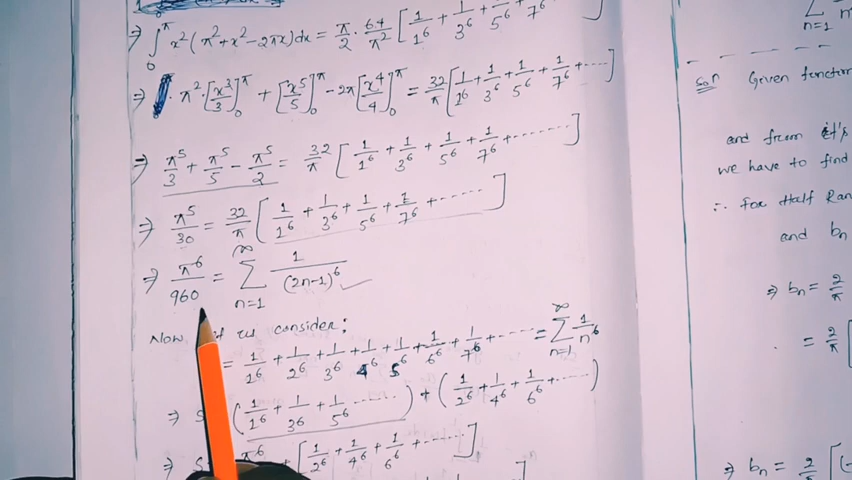 ⇒ ∫₀^π x²(π²+x²-2πx)dx = π/2 · 64/π² [1/1⁶ + 1/3⁶ + 1/5⁶ + 1/7⁶ + ]
⇒ π²·[x³/3]₀^π + [x⁵/5]₀^π - 2π[x⁴/4]₀^π = 32/π [1/1⁶ + 1/3⁶ + 1/5⁶ + 1/7⁶ + ....]
⇒ π⁵/3 + π⁵/5 - π⁵/2 = 32/π [1/1⁶ + 1/3⁶ + 1/5⁶ + 1/7⁶ + ........]
⇒ π⁵/30 = 32/π [1/1⁶ + 1/3⁶ + 1/5⁶ + 1/7⁶ + ........]
⇒ π⁶/960 = ∑_{n=1}^∞ 1/(2n-1)⁶
Now consider:
= 1/1⁶ + 1/2⁶ + 1/3⁶ + 1/4⁶ + 1/5⁶ + 1/6⁶ + 1/7⁶ + ...... = ∑_{n=1}^∞ 1/n⁶
⇒ S (1/1⁶ + 1/3⁶ + 1/5⁶ ........) + (1/2⁶ + 1/4⁶ + 1/6⁶ + ......)
⇒ S π⁶ + [1/2⁶ + 1/4⁶ + 1/6⁶ + .......]
n=1
Solⁿ Given function
and from it's
we have to find
∴ For Half Ran
and bn
⇒ bn = 2/π
= 2/π
⇒ bn =